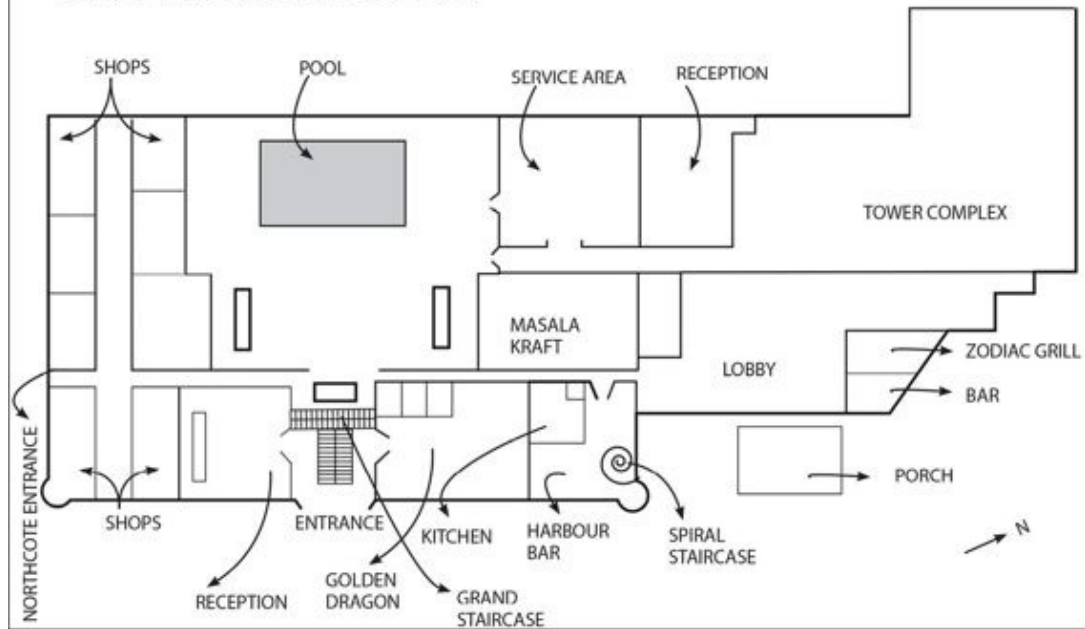 SHOPS
POOL
SERVICE AREA
RECEPTION
TOWER COMPLEX
MASALA
KRAFT
LOBBY
ZODIAC GRILL
BAR
PORCH
NORTHCOTE ENTRANCE
SHOPS
ENTRANCE
KITCHEN
HARBOUR
BAR
SPIRAL
STAIRCASE
N
RECEPTION
GOLDEN
DRAGON
GRAND
STAIRCASE